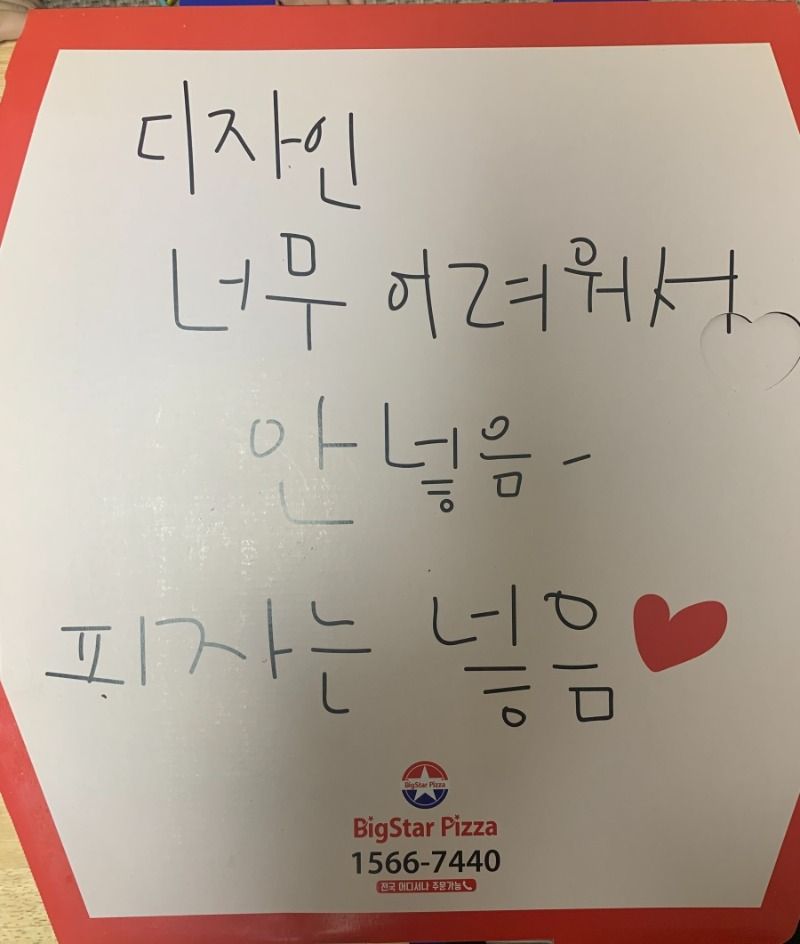 디자인
너무 어려워서
안 넣음-
피자는 넣음♥
BigStar Pizza
BigStar Pizza
1566-7440
전국 어디서나 주문가능